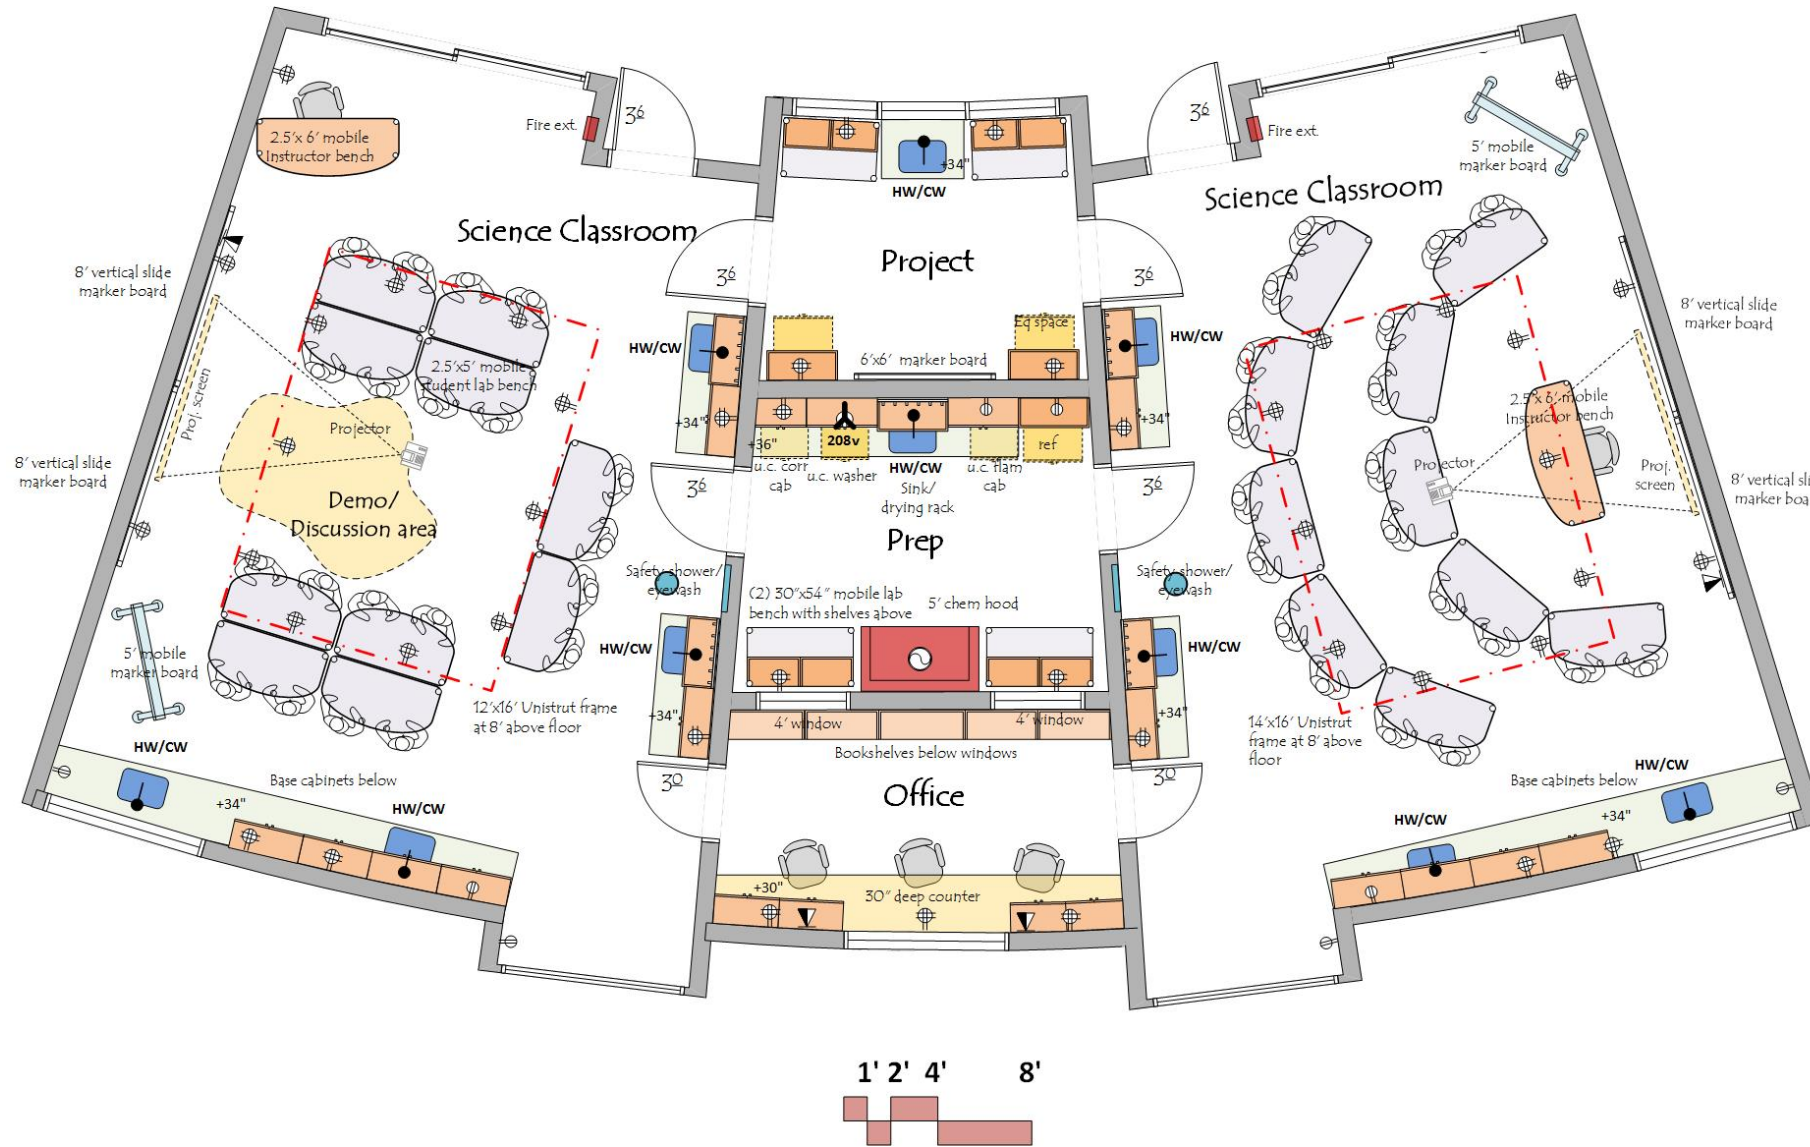 Fire ext.
36
36
Fire ext.
2.5'x 6' mobile
Instructor bench
+34"
HW/CW
5' mobile
marker board
Science Classroom
Project
Science Classroom
8' vertical slide
marker board
36
36
8' vertical slide
marker board
HW/CW
Eq space
HW/CW
6'x6' marker board
2.5'x5' mobile
student lab bench
Proj. screen
Projector
+34"
+36"
208v
ref
+34"
2.5'x 6' mobile
Instructor bench
8' vertical slide
marker board
u.c. corr
cab
u.c. washer
HW/CW
Sink/
drying rack
u.c. flam
cab
36
36
Projector
Proj.
screen
8' vertical sli
marker boa
Demo/
Discussion area
Prep
Safety shower/
eyewash
Safety shower/
eyewash
(2) 30"x54" mobile lab
bench with shelves above
5' chem hood
HW/CW
HW/CW
5' mobile
marker board
12'x16' Unistrut frame
at 8' above floor
+34"
4' window
4' window
+34"
14'x16' Unistrut
frame at 8' above
floor
Bookshelves below windows
HW/CW
Base cabinets below
+34"
HW/CW
30
Office
30
Base cabinets below
HW/CW
HW/CW
+34"
+30"
30" deep counter
1' 2' 4' 8'